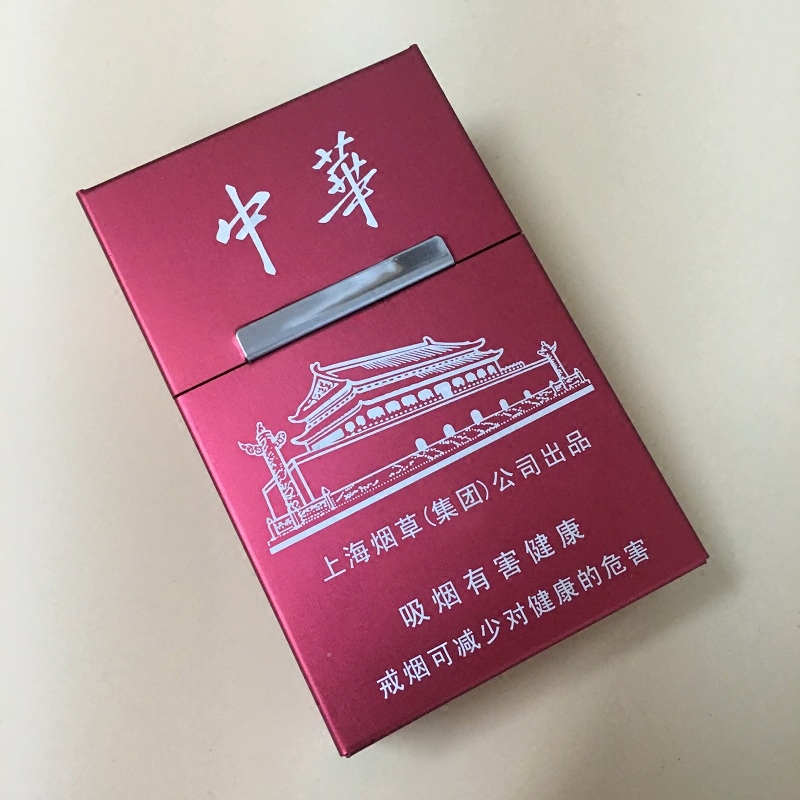 中華
上海烟草(集团)公司出品
吸烟有害健康
戒烟可减少对健康的危害